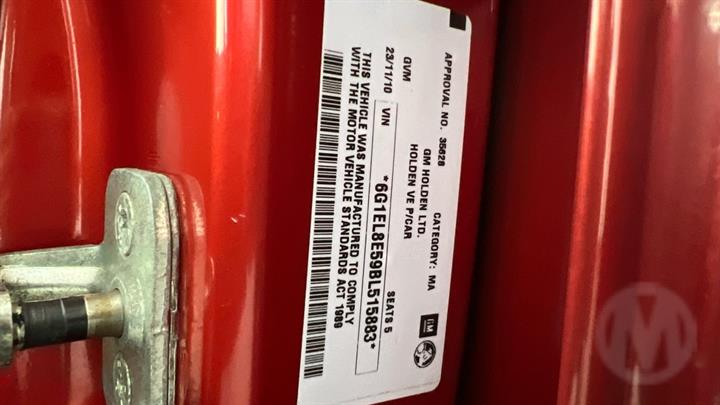 APPROVAL NO. 35628 CATEGORY: MA
GM HOLDEN LTD.
GVM HOLDEN VE P/CAR
23/11/10 VIN *6G1EL8E59BL515883* SEATS 5
THIS VEHICLE WAS MANUFACTURED TO COMPLY
WITH THE MOTOR VEHICLE STANDARDS ACT 1989
GM
M